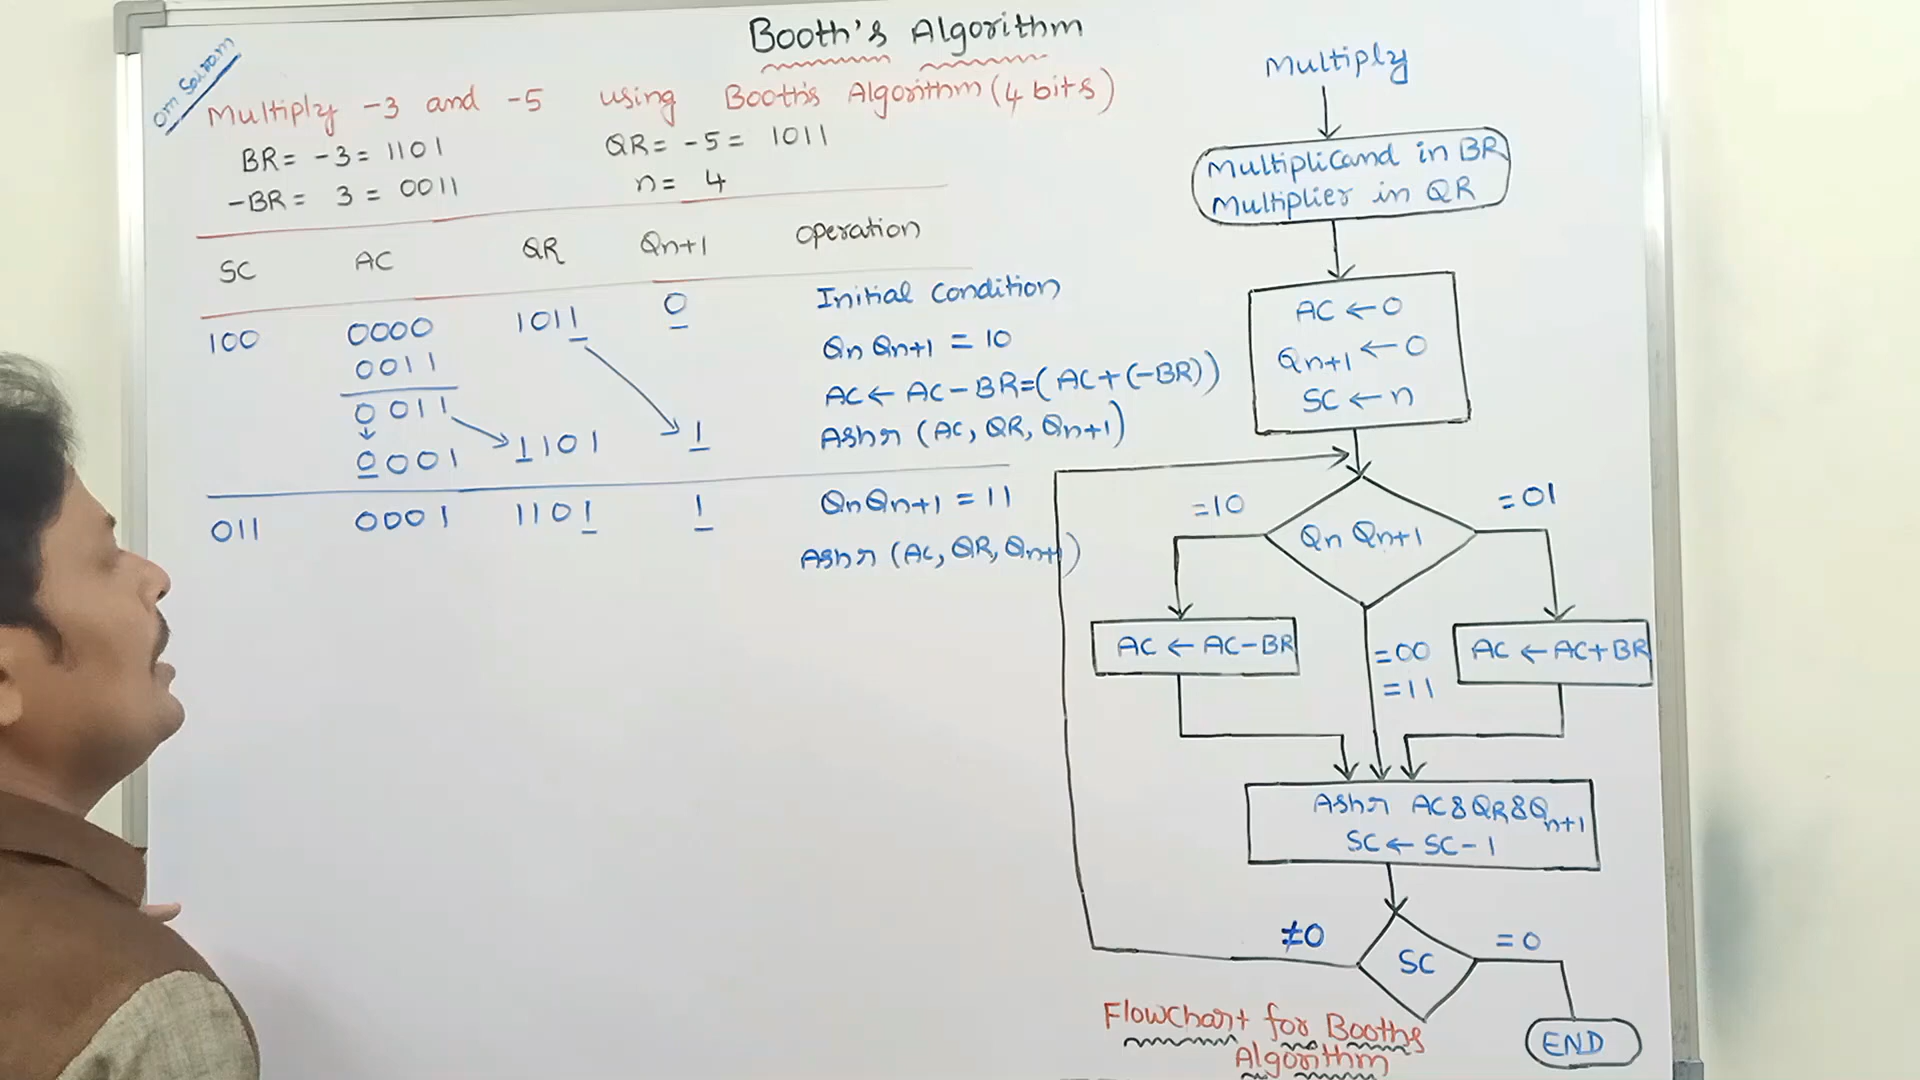 Booth's Algorithm
Om Sairam
Multiply -3 and -5 using Booth's Algorithm (4 bits)
BR = -3 = 1101
QR = -5 = 1011
-BR = 3 = 0011
n = 4
SC AC QR Qn+1 operation
100 0000 1011 0 Initial Condition
0011 Qn Qn+1 = 10
0011 AC ← AC - BR = (AC + (-BR))
0001 1101 1 Ashr (AC, QR, Qn+1)
011 0001 1101 1 QnQn+1 = 11
Ashr (AC, QR, Qn+1)
Multiply
Multiplicand in BR
Multiplier in QR
AC ← 0
Qn+1 ← 0
SC ← n
=10
Qn Qn+1
=01
AC ← AC-BR
=00
=11
AC ← AC+BR
Ashr AC&QR&Qn+1
SC ← SC-1
≠0
SC
=0
END
Flowchart for Booths
Algorithm